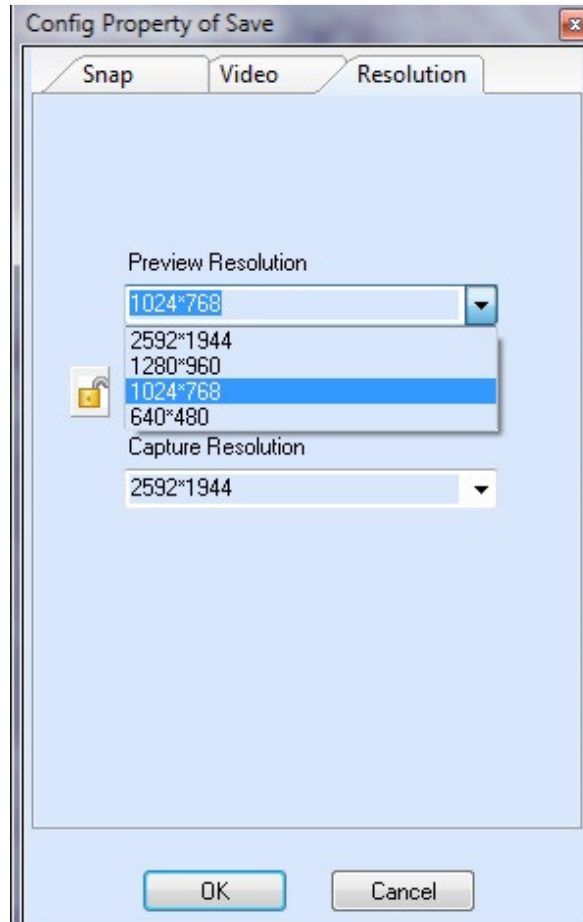 Config Property of Save
Snap Video Resolution
Preview Resolution
1024*768
2592*1944
1280*960
1024*768
640*480
Capture Resolution
2592*1944
OK Cancel